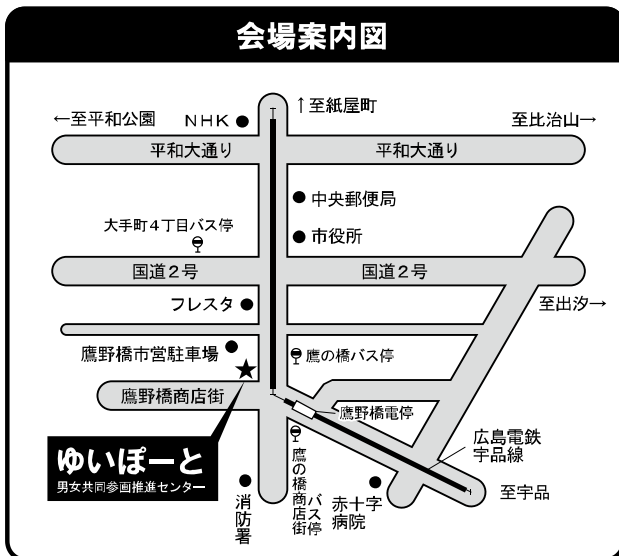 会場案内図
←至平和公園
NHK
↑至紙屋町
至比治山→
平和大通り
平和大通り
中央郵便局
大手町4丁目バス停
市役所
国道2号
国道2号
フレスタ
至出汐→
鷹野橋市営駐車場
鷹の橋バス停
鷹野橋商店街
鷹野橋電停
広島電鉄
宇品線
ゆいぽーと
男女共同参画推進センター
至宇品
消防署
鷹の橋商店街
バス停
赤十字
病院